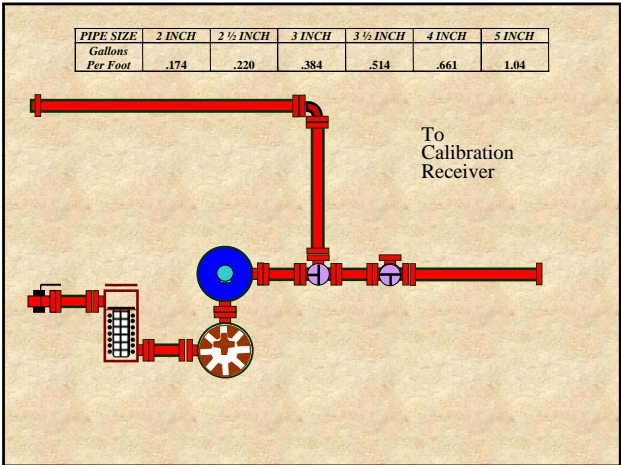 PIPE SIZE 2 INCH 2 ½ INCH 3 INCH 3 ½ INCH 4 INCH 5 INCH
Gallons
Per Foot .174 .220 .384 .514 .661 1.04
To
Calibration
Receiver